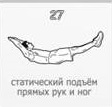 27
статический подъём
прямых рук и ног